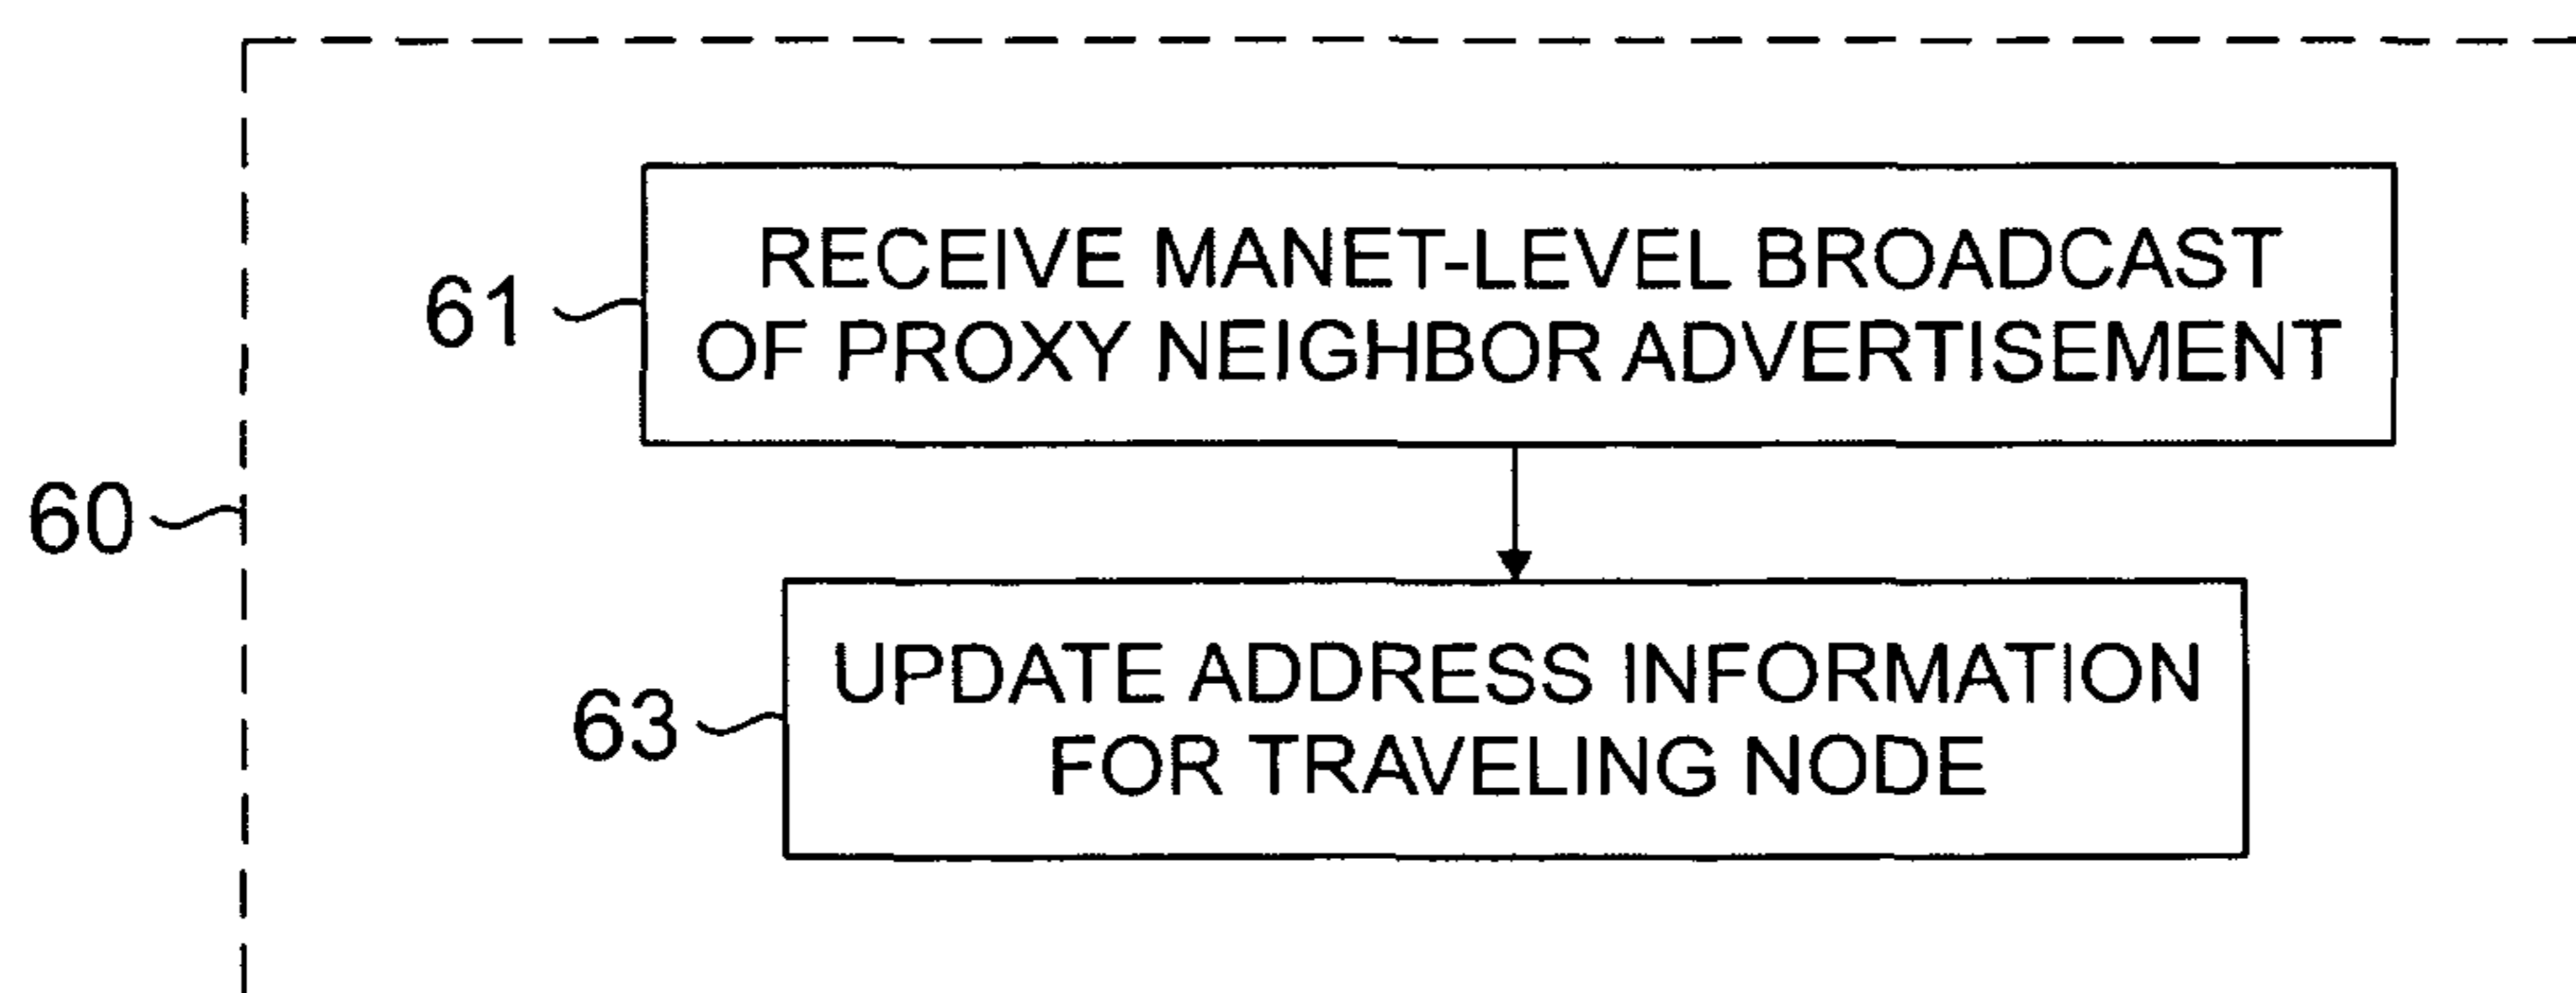 RECEIVE MANET-LEVEL BROADCAST
OF PROXY NEIGHBOR ADVERTISEMENT
61
60
UPDATE ADDRESS INFORMATION
FOR TRAVELING NODE
63